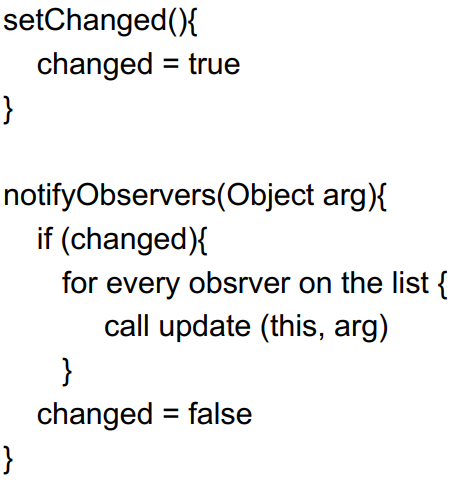 setChanged(){
changed = true
}
notifyObservers(Object arg){
if (changed){
for every obsrver on the list {
call update (this, arg)
}
changed = false
}